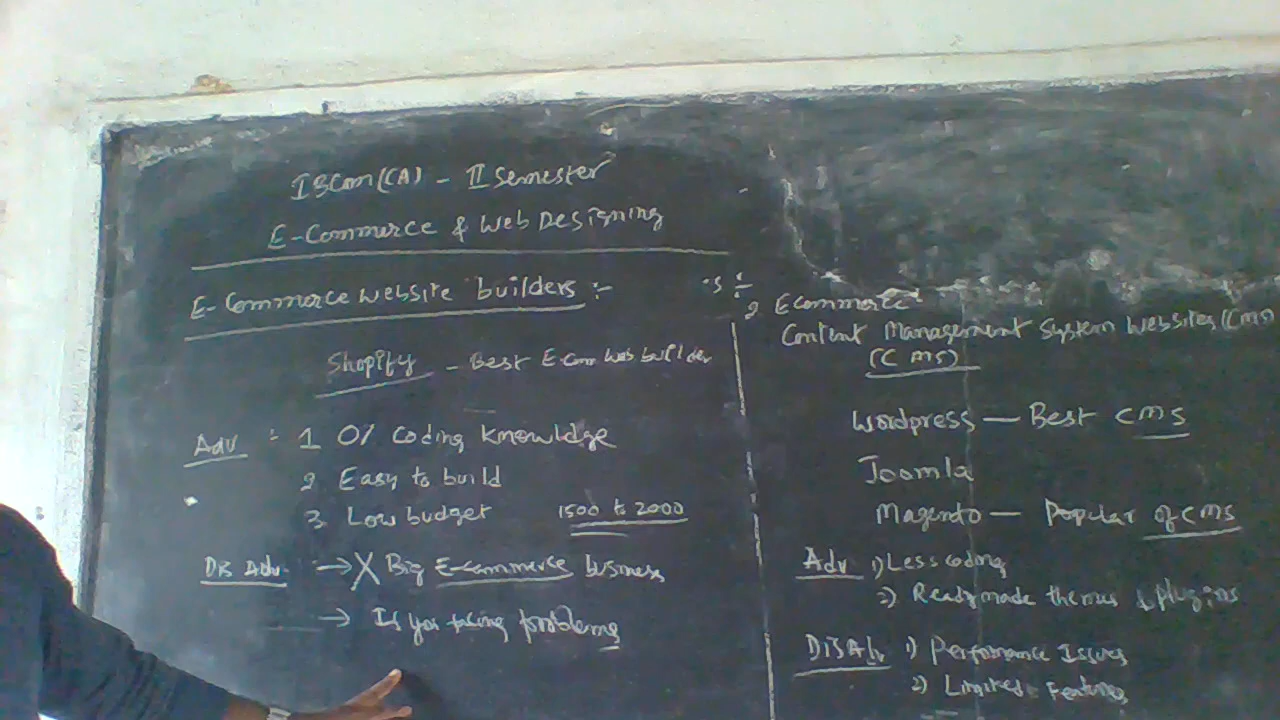 I BCom (CA) - II Semester
E-Commerce & Web Designing
E-Commerce website builders :-
Shopify - Best E-Com web builder
Adv : 1 0% Coding Knowldge
2 Easy to build
3. Low budget 1500 to 2000
Dis Adv → X Big E-commerce business
→ If you facing problems
2 Ecommerce
Content Management System Websites (CMS)
(CMS)
Wordpress — Best CMS
Joomla
Magento — Popular of CMS
Adv 1) Less coding
2) Readymade themes & plugins
DISAdv 1) Performance Issues
2) Limited Features